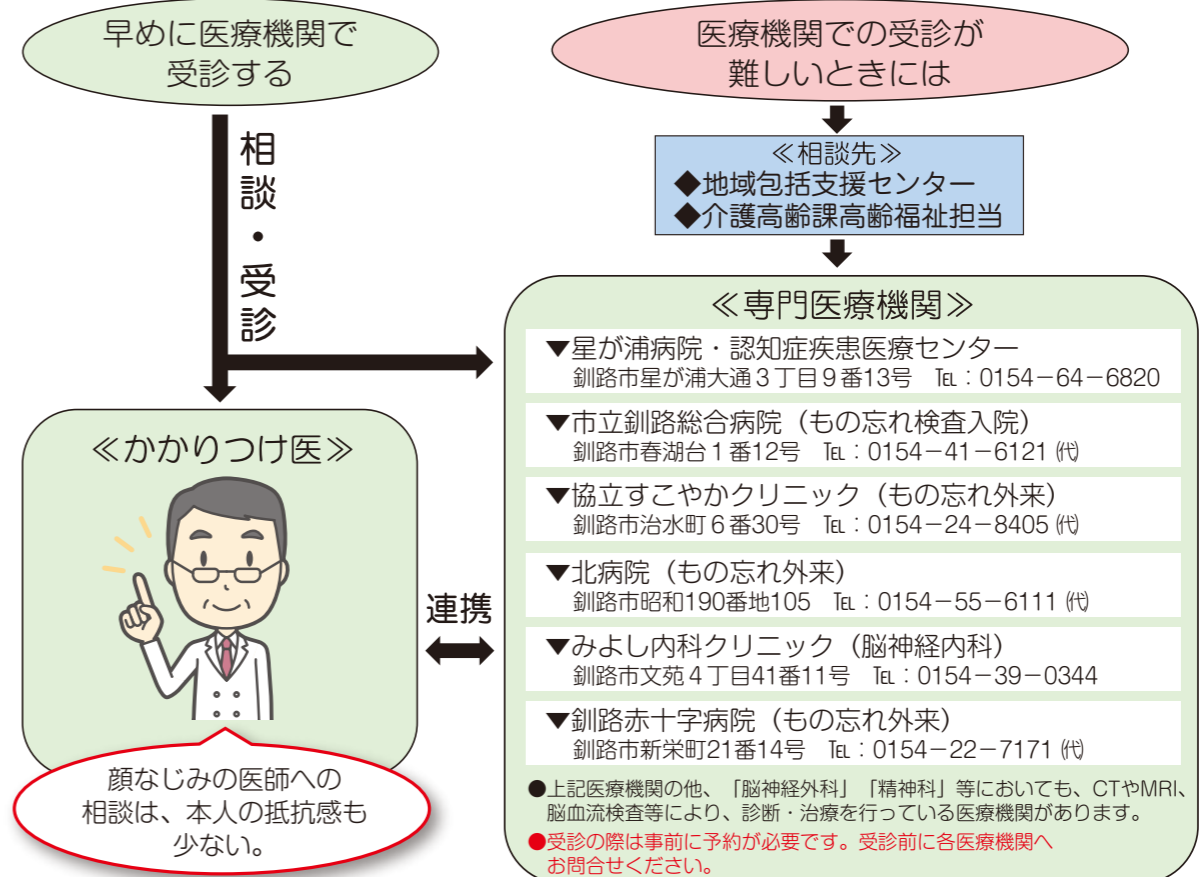 早めに医療機関で
受診する
医療機関での受診が
難しいときには
相談・受診
≪相談先≫
◆地域包括支援センター
◆介護高齢課高齢福祉担当
≪かかりつけ医≫
顔なじみの医師への
相談は、本人の抵抗感も
少ない。
連携
≪専門医療機関≫
▼星が浦病院・認知症疾患医療センター
釧路市星が浦大通3丁目9番13号 ℡：0154−64−6820
▼市立釧路総合病院（もの忘れ検査入院）
釧路市春湖台1番12号 ℡：0154−41−6121㈹
▼協立すこやかクリニック（もの忘れ外来）
釧路市治水町6番30号 ℡：0154−24−8405㈹
▼北病院（もの忘れ外来）
釧路市昭和190番地105 ℡：0154−55−6111㈹
▼みよし内科クリニック（脳神経内科）
釧路市文苑4丁目41番11号 ℡：0154−39−0344
▼釧路赤十字病院（もの忘れ外来）
釧路市新栄町21番14号 ℡：0154−22−7171㈹
●上記医療機関の他、「脳神経外科」「精神科」等においても、CTやMRI、
脳血流検査等により、診断・治療を行っている医療機関があります。
●受診の際は事前に予約が必要です。受診前に各医療機関へ
お問合せください。